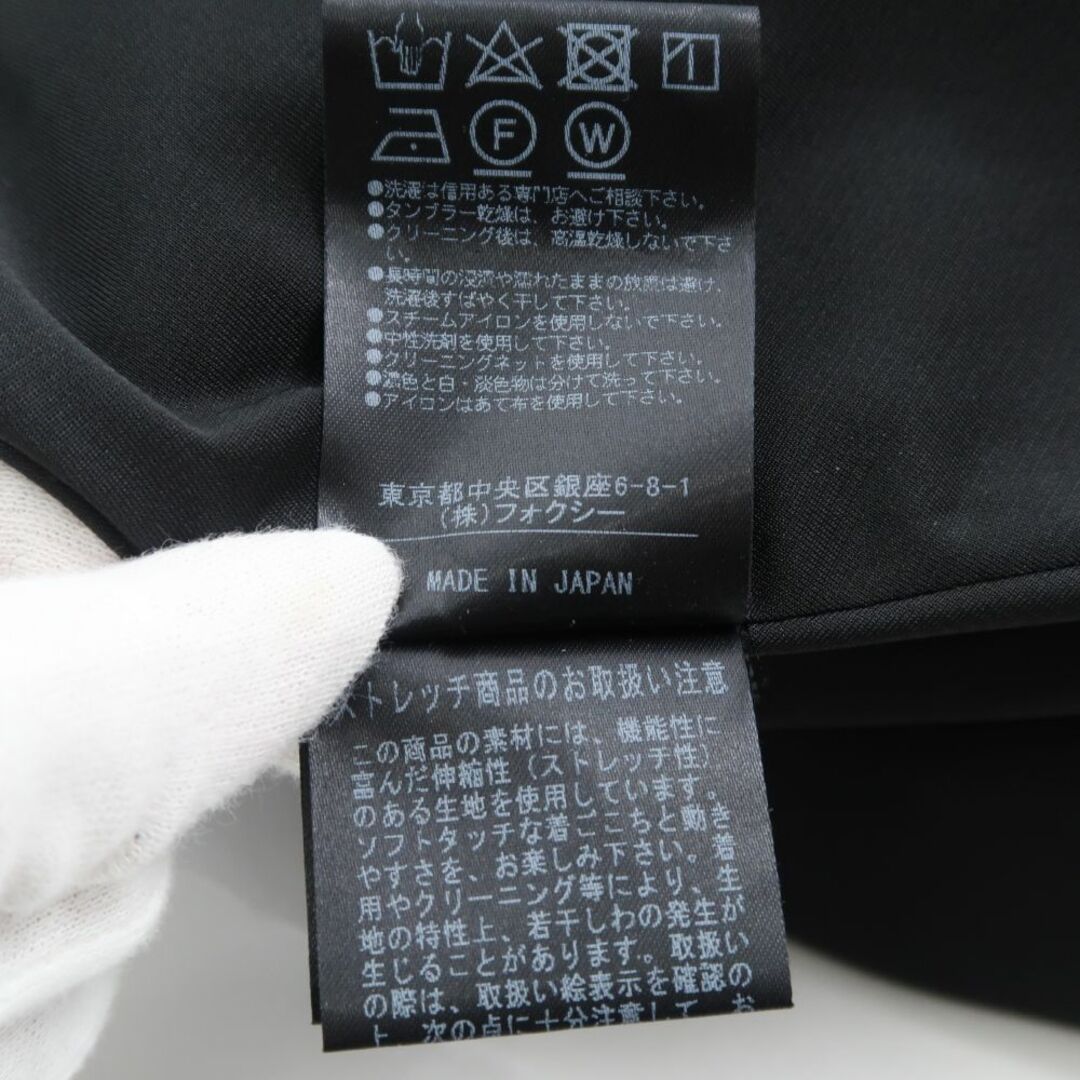 F W
●洗濯は信用ある専門店へご相談下さい。
●タンブラー乾燥は、お避け下さい。
●クリーニング後は、高温乾燥しないで下さ
い。
●長時間の浸漬や濡れたままの放置は避け、
洗濯後すばやく干して下さい。
●スチームアイロンを使用しないで下さい。
●中性洗剤を使用して下さい。
●クリーニングネットを使用して下さい。
●濃色と白・淡色物は分けて洗って下さい。
●アイロンはあて布を使用して下さい。
東京都中央区銀座6-8-1
(株)フォクシー
MADE IN JAPAN
ストレッチ商品のお取扱い注意
この商品の素材には、機能性に
富んだ伸縮性(ストレッチ性)
のある生地を使用しています。
ソフトタッチな着ごこちと動き
やすさを、お楽しみ下さい。着
用やクリーニング等により、生
地の特性上、若干しわの発生が
生じることがあります。取扱い
の際は、取扱い絵表示を確認の
上、次の点に十分注意して、お